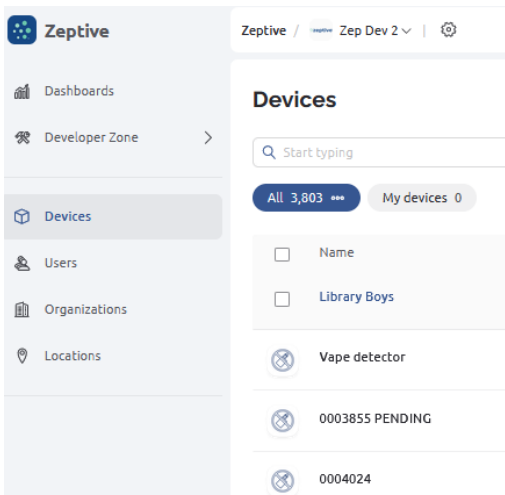 Zeptive
Zeptive / Zep Dev 2
Dashboards
Developer Zone
Devices
Users
Organizations
Locations
Devices
Start typing
All 3,803 •••
My devices 0
Name
Library Boys
Vape detector
0003855 PENDING
0004024